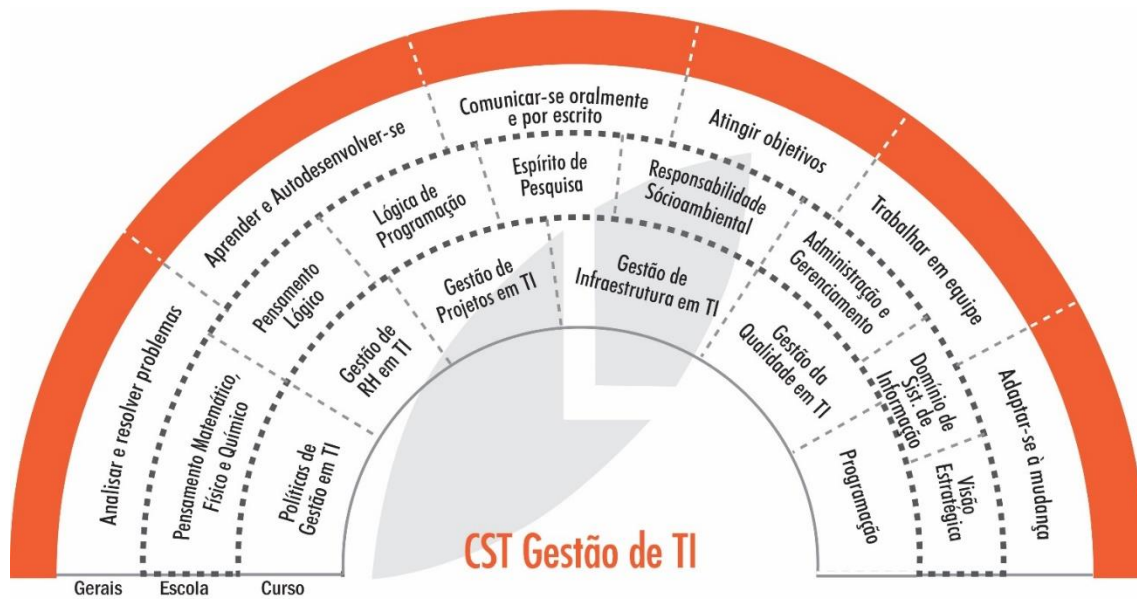 Analisar e resolver problemas
Aprender e Autodesenvolver-se
Comunicar-se oralmente
e por escrito
Atingir objetivos
Trabalhar em equipe
Adaptar-se à mudança
Pensamento Matemático,
Físico e Químico
Pensamento
Lógico
Lógica de
Programação
Espírito de
Pesquisa
Responsabilidade
Sócioambiental
Administração e
Gerenciamento
Domínio de
Sist. de
Informação
Visão
Estratégica
Políticas de
Gestão em TI
Gestão de
RH em TI
Gestão de
Projetos em TI
Gestão de
Infraestrutura em TI
Gestão da
Qualidade em TI
Programação
CST Gestão de TI
Gerais
Escola
Curso